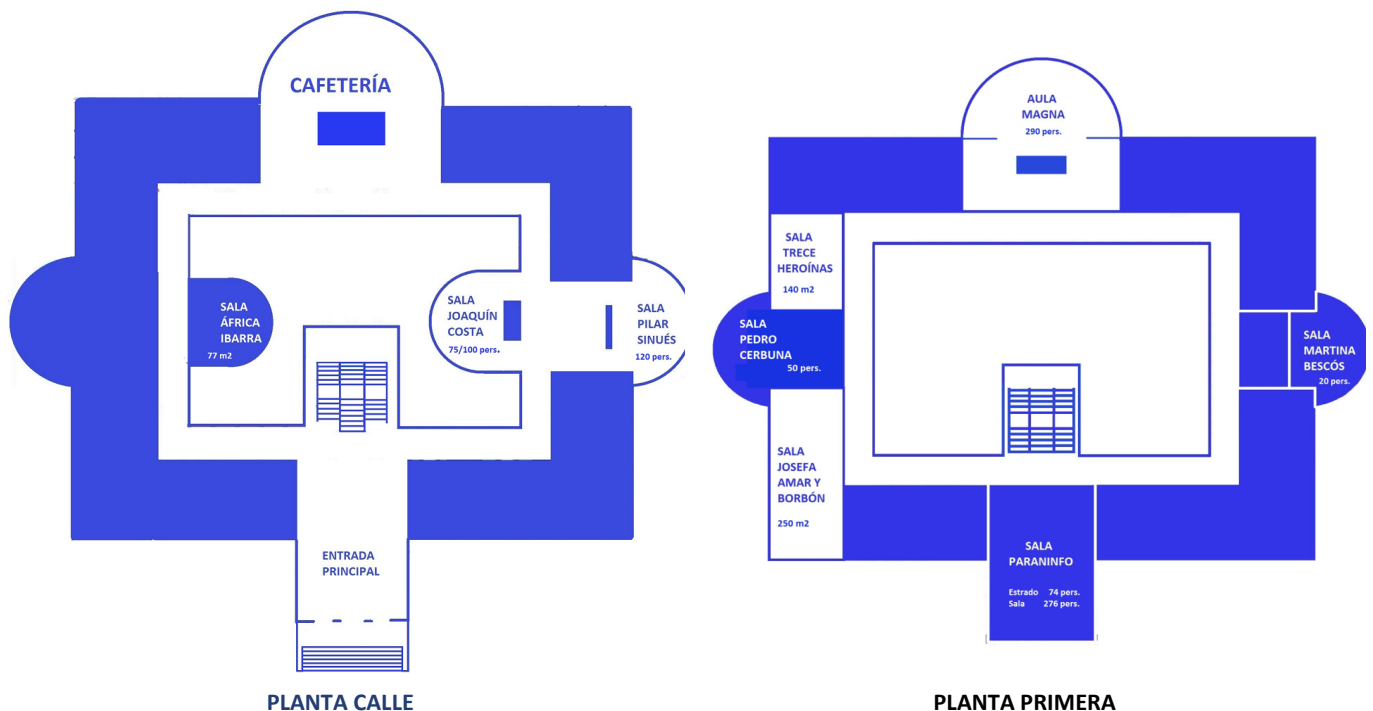 CAFETERÍA
SALA
ÁFRICA
IBARRA
77 m2
SALA
JOAQUÍN
COSTA
75/100 pers.
SALA
PILAR
SINUÉS
120 pers.
ENTRADA
PRINCIPAL
PLANTA CALLE
AULA
MAGNA
290 pers.
SALA
TRECE
HEROÍNAS
140 m2
SALA
PEDRO
CERBUNA
50 pers.
SALA
MARTINA
BESCÓS
20 pers.
SALA
JOSEFA
AMAR Y
BORBÓN
250 m2
SALA
PARANINFO
Estrado 74 pers.
Sala 276 pers.
PLANTA PRIMERA